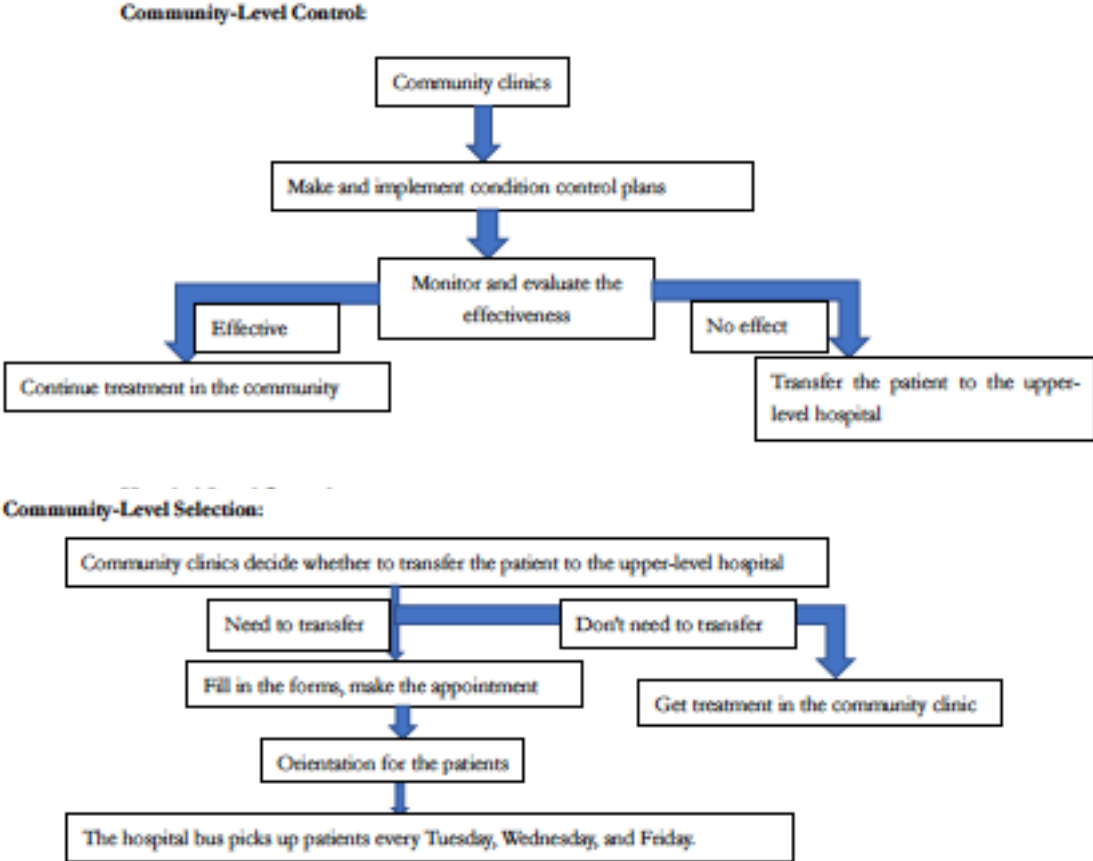 Community-Level Control:
Community clinics
Make and implement condition control plans
Monitor and evaluate the
effectiveness
Effective
No effect
Continue treatment in the community
Transfer the patient to the upper-
level hospital
Community-Level Selection:
Community clinics decide whether to transfer the patient to the upper-level hospital
Need to transfer
Don't need to transfer
Fill in the forms, make the appointment
Get treatment in the community clinic
Orientation for the patients
The hospital bus picks up patients every Tuesday, Wednesday, and Friday.